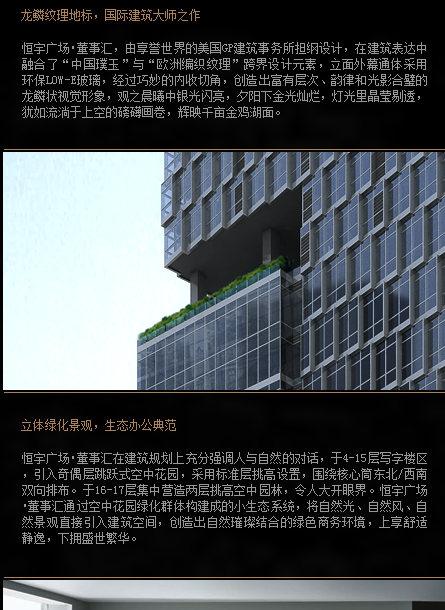 龙鳞纹理地标，国际建筑大师之作
恒宇广场·董事汇，由享誉世界的美国GP建筑事务所担纲设计，在建筑表达中
融合了“中国璞玉”与“欧洲编织纹理”跨界设计元素，立面外幕通体采用
环保LOW-E玻璃，经过巧妙的内收切角，创造出富有层次、韵律和光影合璧的
龙鳞状视觉形象，观之晨曦中银光闪亮，夕阳下金光灿烂，灯光里晶莹剔透，
犹如流淌于上空的磅礴画卷，辉映千亩金鸡湖面。
立体绿化景观，生态办公典范
恒宇广场·董事汇在建筑规划上充分强调人与自然的对话，于4-15层写字楼区
，引入奇偶层跳跃式空中花园，采用标准层挑高设置，围绕核心筒东北/西南
双向排布。于16-17层集中营造两层挑高空中园林，令人大开眼界。恒宇广场
·董事汇通过空中花园绿化群体构建成的小生态系统，将自然光、自然风、自
然景观直接引入建筑空间，创造出自然璀璨结合的绿色商务环境，上享舒适
静逸，下拥盛世繁华。